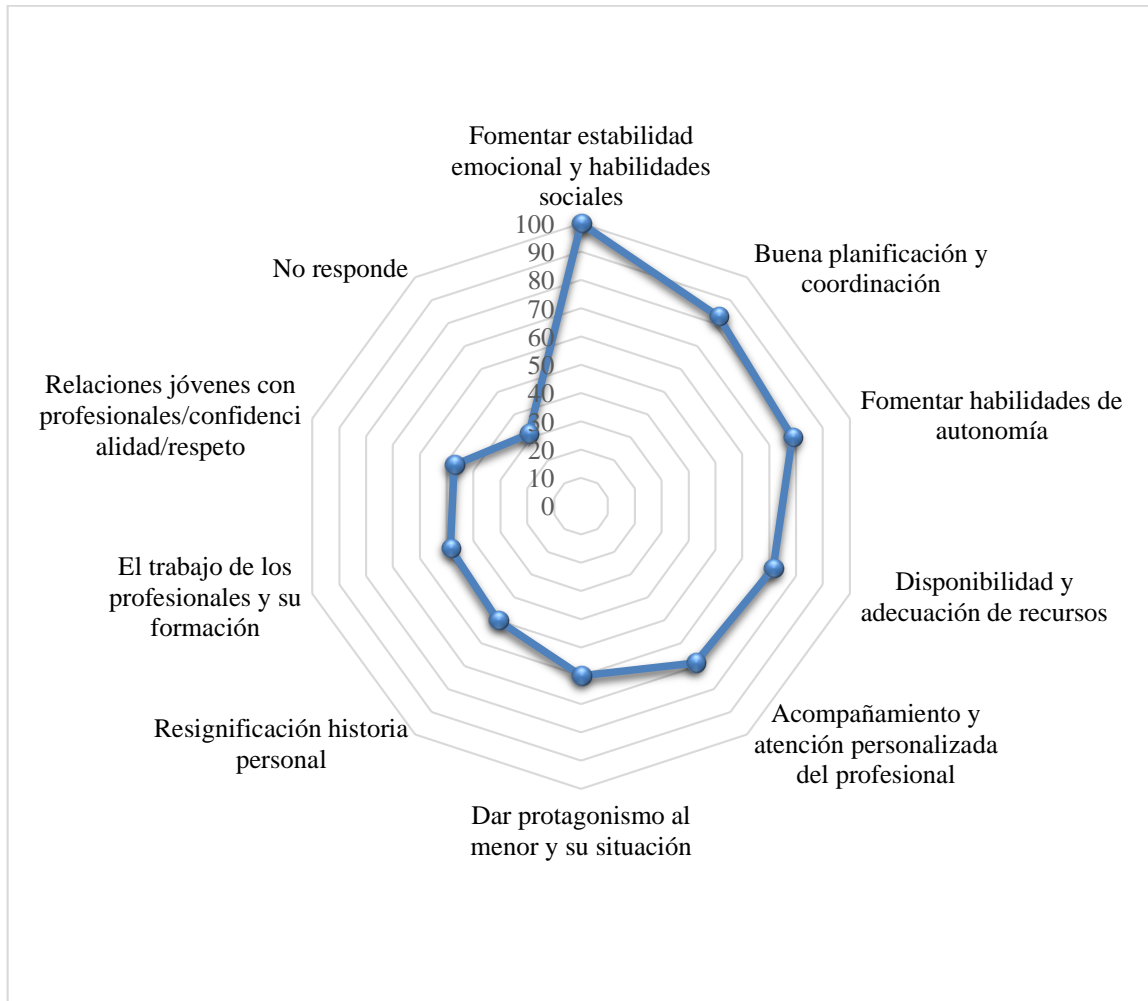 Fomentar estabilidad
emocional y habilidades
sociales
Buena planificación y
coordinación
Fomentar habilidades de
autonomía
Disponibilidad y
adecuación de recursos
Acompañamiento y
atención personalizada
del profesional
Dar protagonismo al
menor y su situación
Resignificación historia
personal
El trabajo de los
profesionales y su
formación
Relaciones jóvenes con
profesionales/confidenci
alidad/respeto
No responde
100
90
80
70
60
50
40
30
20
10
0